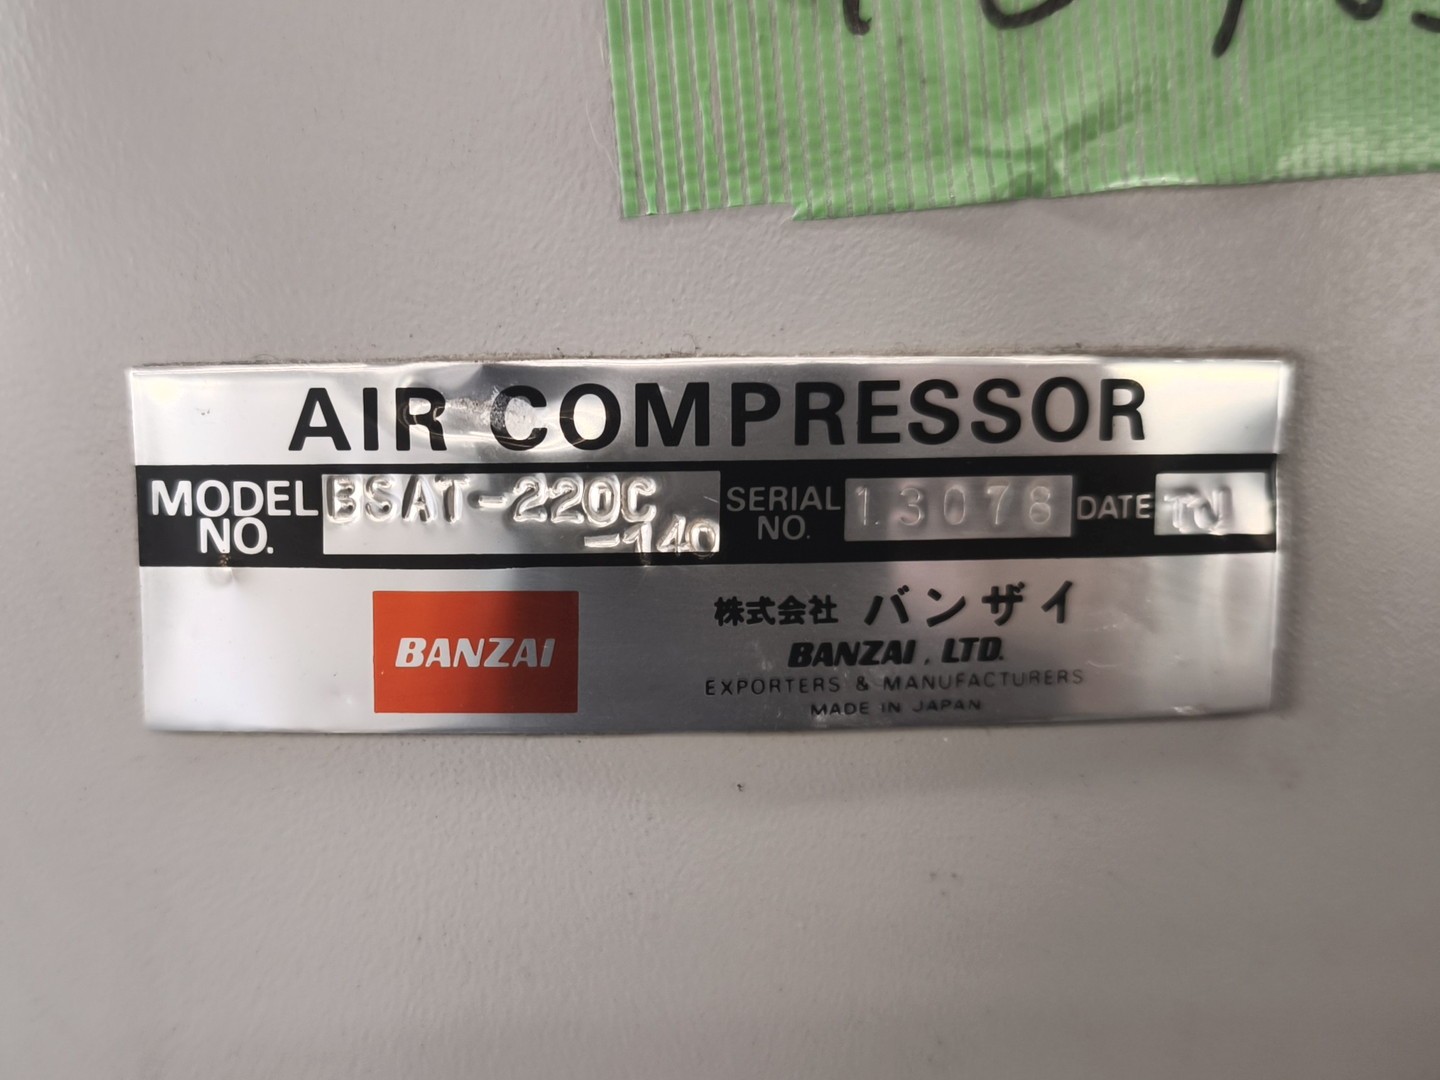 AIR COMPRESSOR
MODEL NO. BSAT-220C-140 SERIAL NO. 13078 DATE TJ
BANZAI
株式会社 バンザイ
BANZAI, LTD.
EXPORTERS & MANUFACTURERS
MADE IN JAPAN